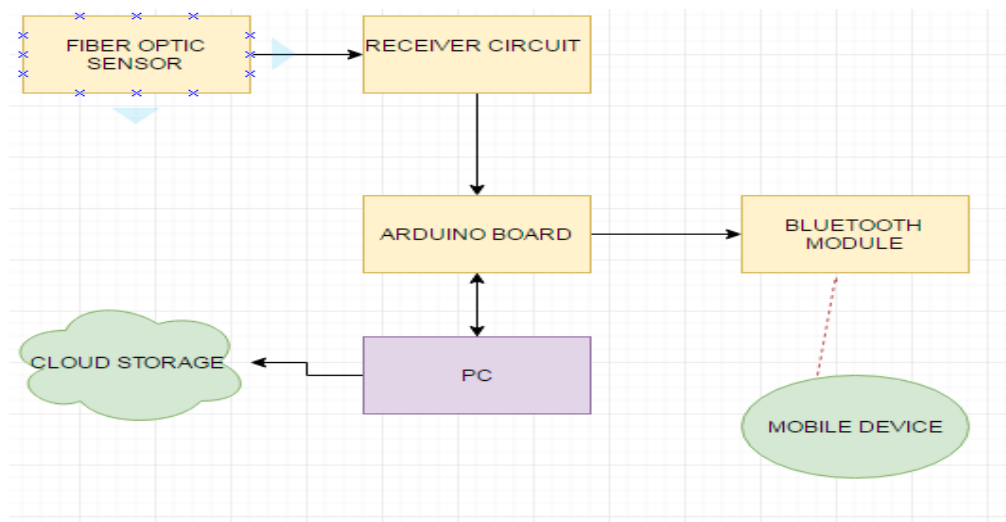 FIBER OPTIC
SENSOR
RECEIVER CIRCUIT
ARDUINO BOARD
BLUETOOTH
MODULE
CLOUD STORAGE
PC
MOBILE DEVICE